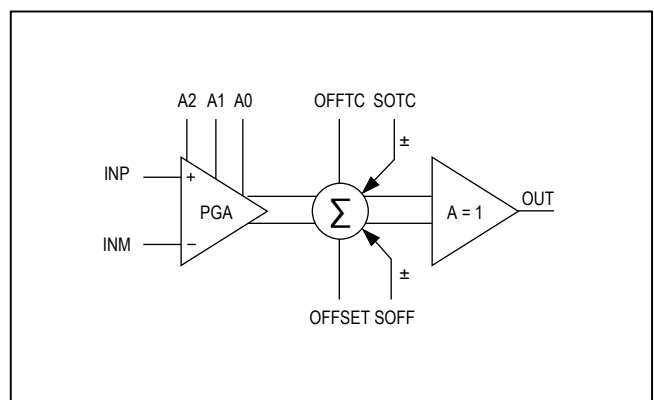 A2 A1 A0 OFFTC SOTC
±
INP + PGA Σ A = 1 OUT
INM −
±
OFFSET SOFF